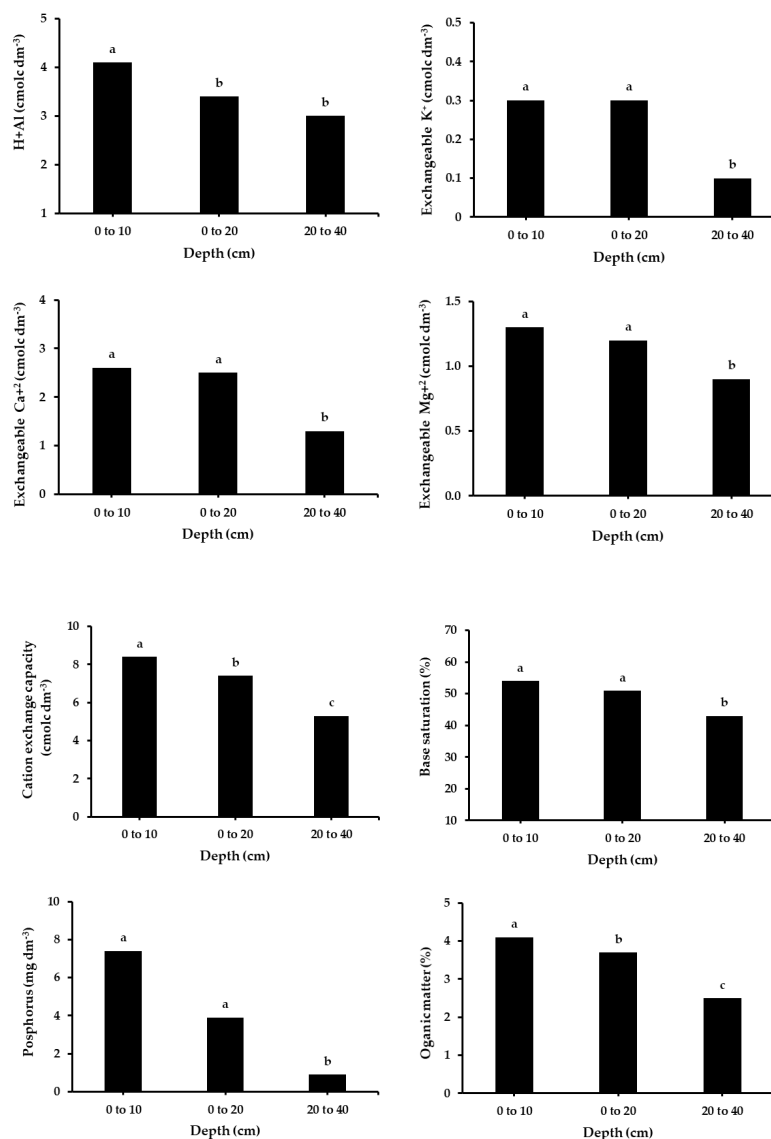 H+Al (cmolc dm⁻³)
5
4
3
2
1
a
b
b
0 to 10
0 to 20
20 to 40
Depth (cm)
Exchangeable K⁺ (cmolc dm⁻³)
0.5
0.4
0.3
0.2
0.1
0
a
a
b
0 to 10
0 to 20
20 to 40
Depth (cm)
Exchangeable Ca⁺² (cmolc dm⁻³)
4
3
2
1
0
a
a
b
0 to 10
0 to 20
20 to 40
Depth (cm)
Exchangeable Mg⁺² (cmolc dm⁻³)
1.5
1.0
0.5
0.0
a
a
b
0 to 10
0 to 20
20 to 40
Depth (cm)
Cation exchange capacity
(cmolc dm⁻³)
10
8
6
4
2
0
a
b
c
0 to 10
0 to 20
20 to 40
Depth (cm)
Base saturation (%)
70
60
50
40
30
20
10
a
a
b
0 to 10
0 to 20
20 to 40
Depth (cm)
Posphorus (mg dm⁻³)
10
8
6
4
2
0
a
a
b
0 to 10
0 to 20
20 to 40
Depth (cm)
Oganic matter (%)
5
4
3
2
1
0
a
b
c
0 to 10
0 to 20
20 to 40
Depth (cm)